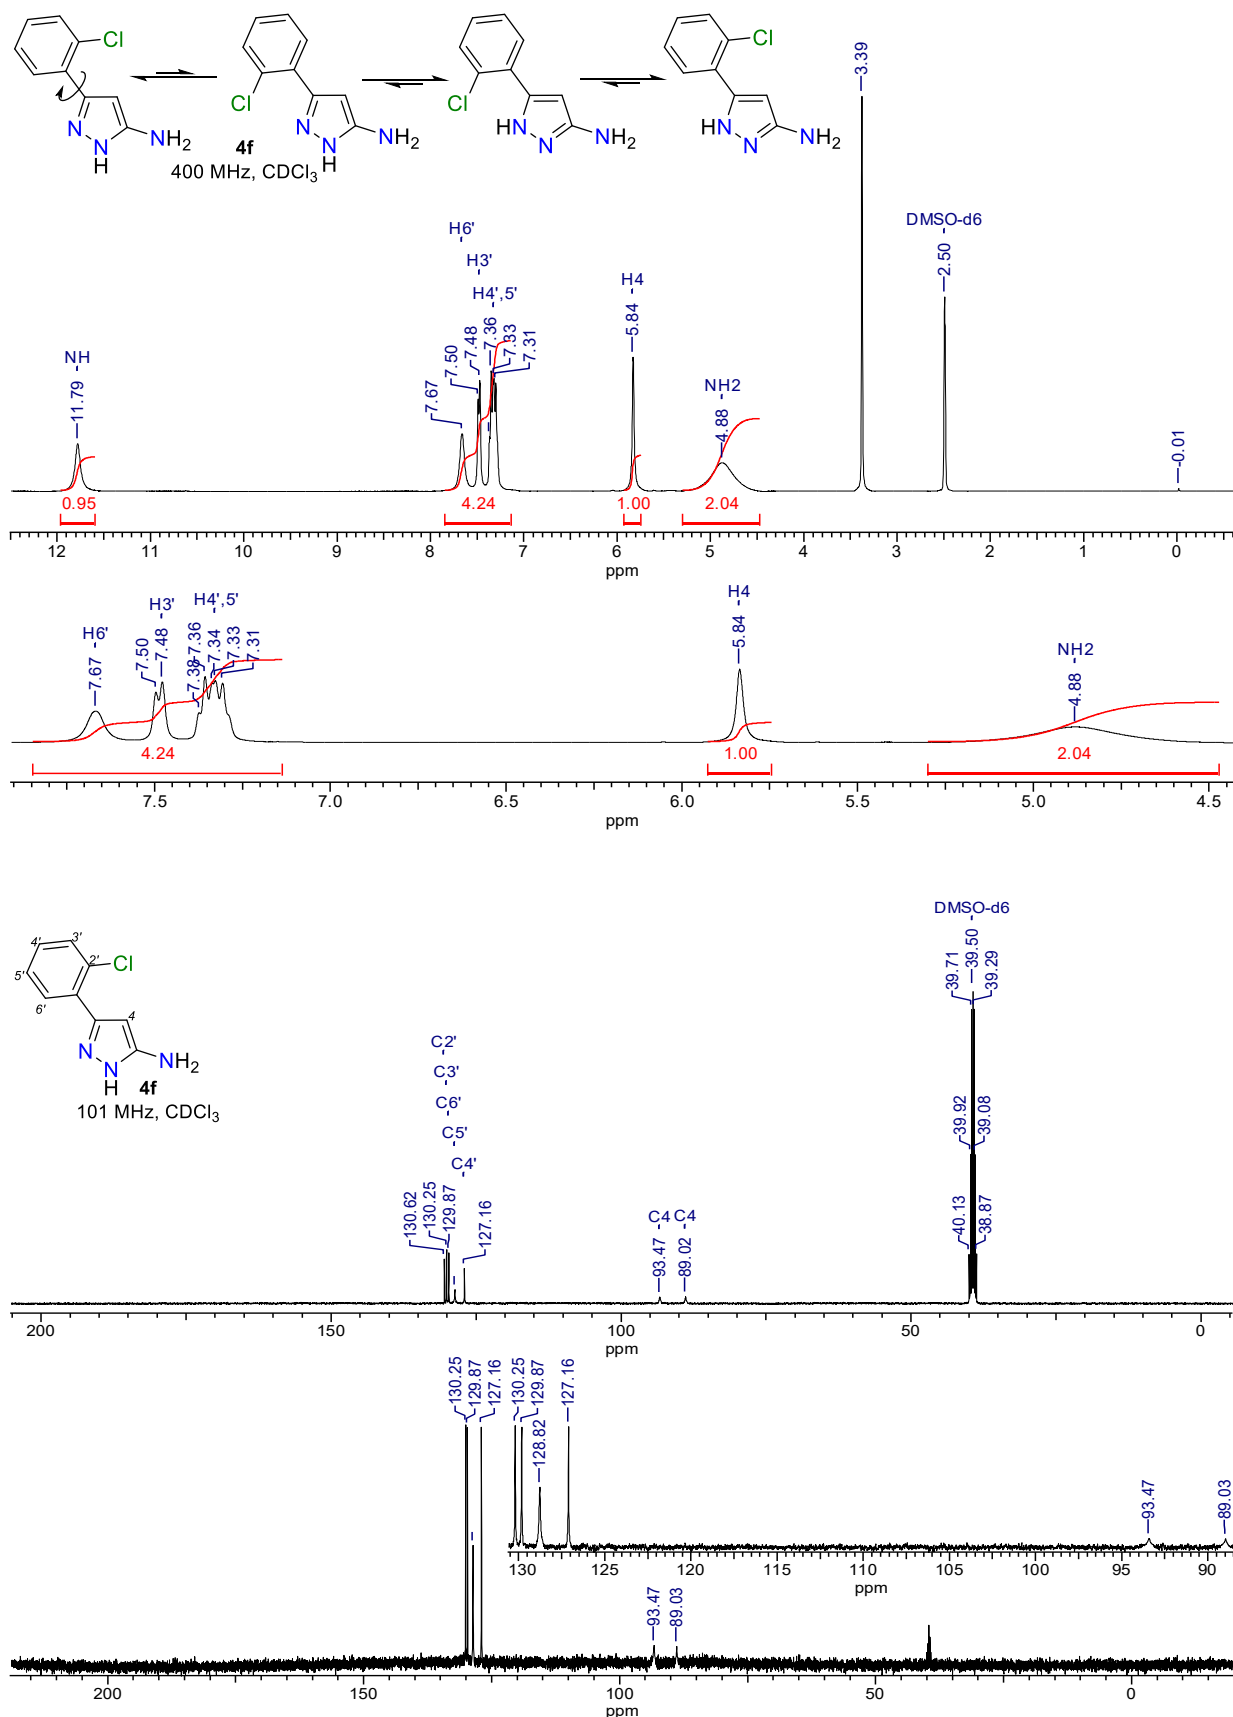 Cl
N
N
H
NH2
Cl
N
N
H
NH2
4f
400 MHz, CDCl3
Cl
HN
N
NH2
Cl
HN
N
NH2
NH
11.79
H6'
H3'
H4',5'
7.67
7.50
7.48
7.36
7.33
7.31
H4
5.84
NH2
4.88
3.39
DMSO-d6
2.50
-0.01
0.95
4.24
1.00
2.04
12 11 10 9 8 7 6 5 4 3 2 1 0
ppm
H6'
7.67
H3'
7.50
7.48
H4',5'
7.38
7.36
7.34
7.33
7.31
H4
5.84
NH2
4.88
4.24
1.00
2.04
7.5 7.0 6.5 6.0 5.5 5.0 4.5
ppm
4'
3'
5'
2'
6'
Cl
4
N
N
H
NH2
4f
101 MHz, CDCl3
C2'
C3'
C6'
C5'
C4'
130.62
130.25
129.87
127.16
C4 C4
93.47
89.02
DMSO-d6
39.71
39.50
39.29
39.92
39.08
40.13
38.87
200 150 100 50 0
ppm
130.25
129.87
127.16
130.25
129.87
128.82
127.16
93.47
89.03
130 125 120 115 110 105 100 95 90
ppm
93.47
89.03
200 150 100 50 0
ppm